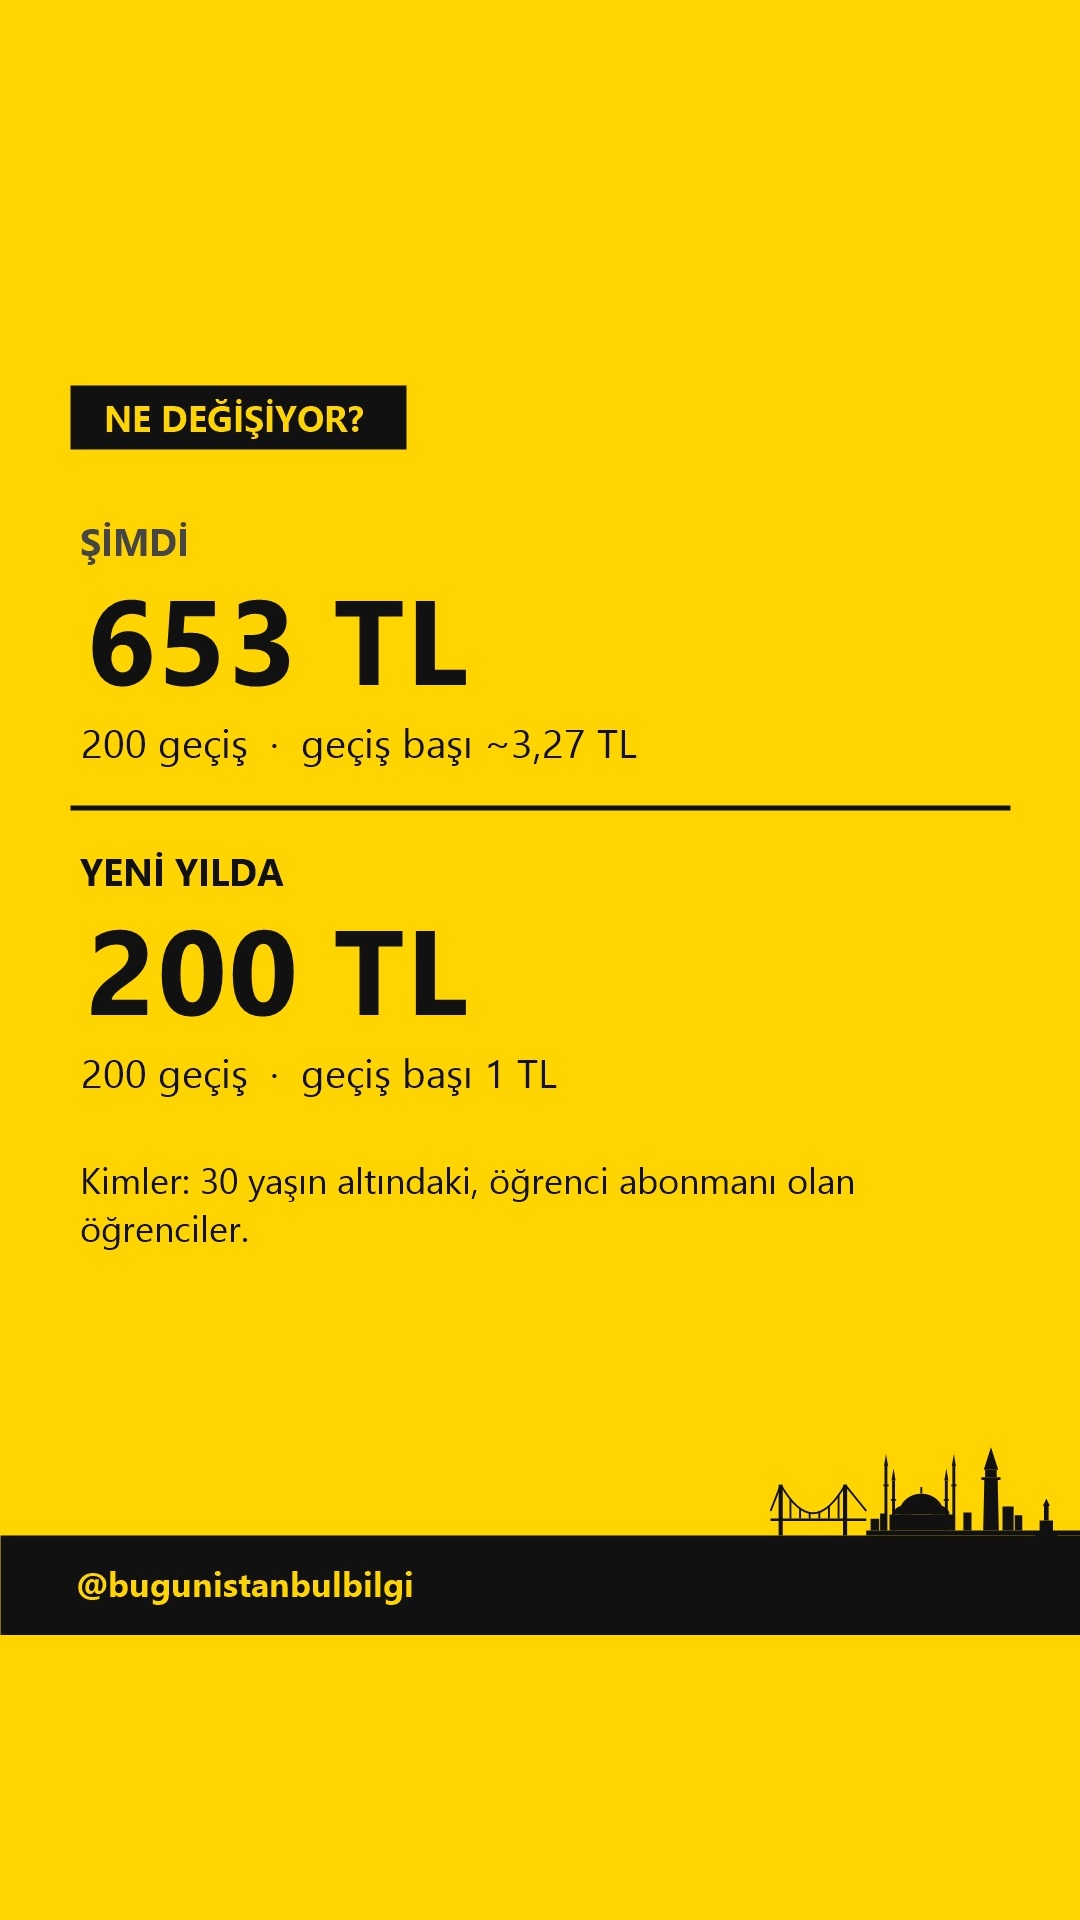 NE DEĞİŞİYOR?
ŞİMDİ
653 TL
200 geçiş · geçiş başı ~3,27 TL
YENİ YILDA
200 TL
200 geçiş · geçiş başı 1 TL
Kimler: 30 yaşın altındaki, öğrenci abonmanı olan
öğrenciler.
@bugunistanbulbilgi